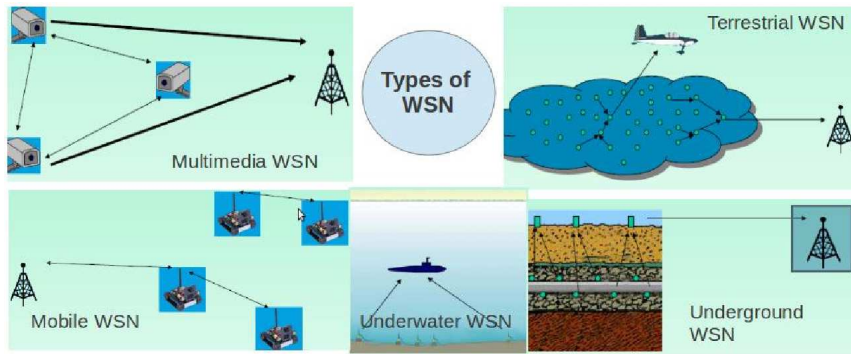 Types of
WSN
Terrestrial WSN
Multimedia WSN
Mobile WSN
Underwater WSN
Underground
WSN